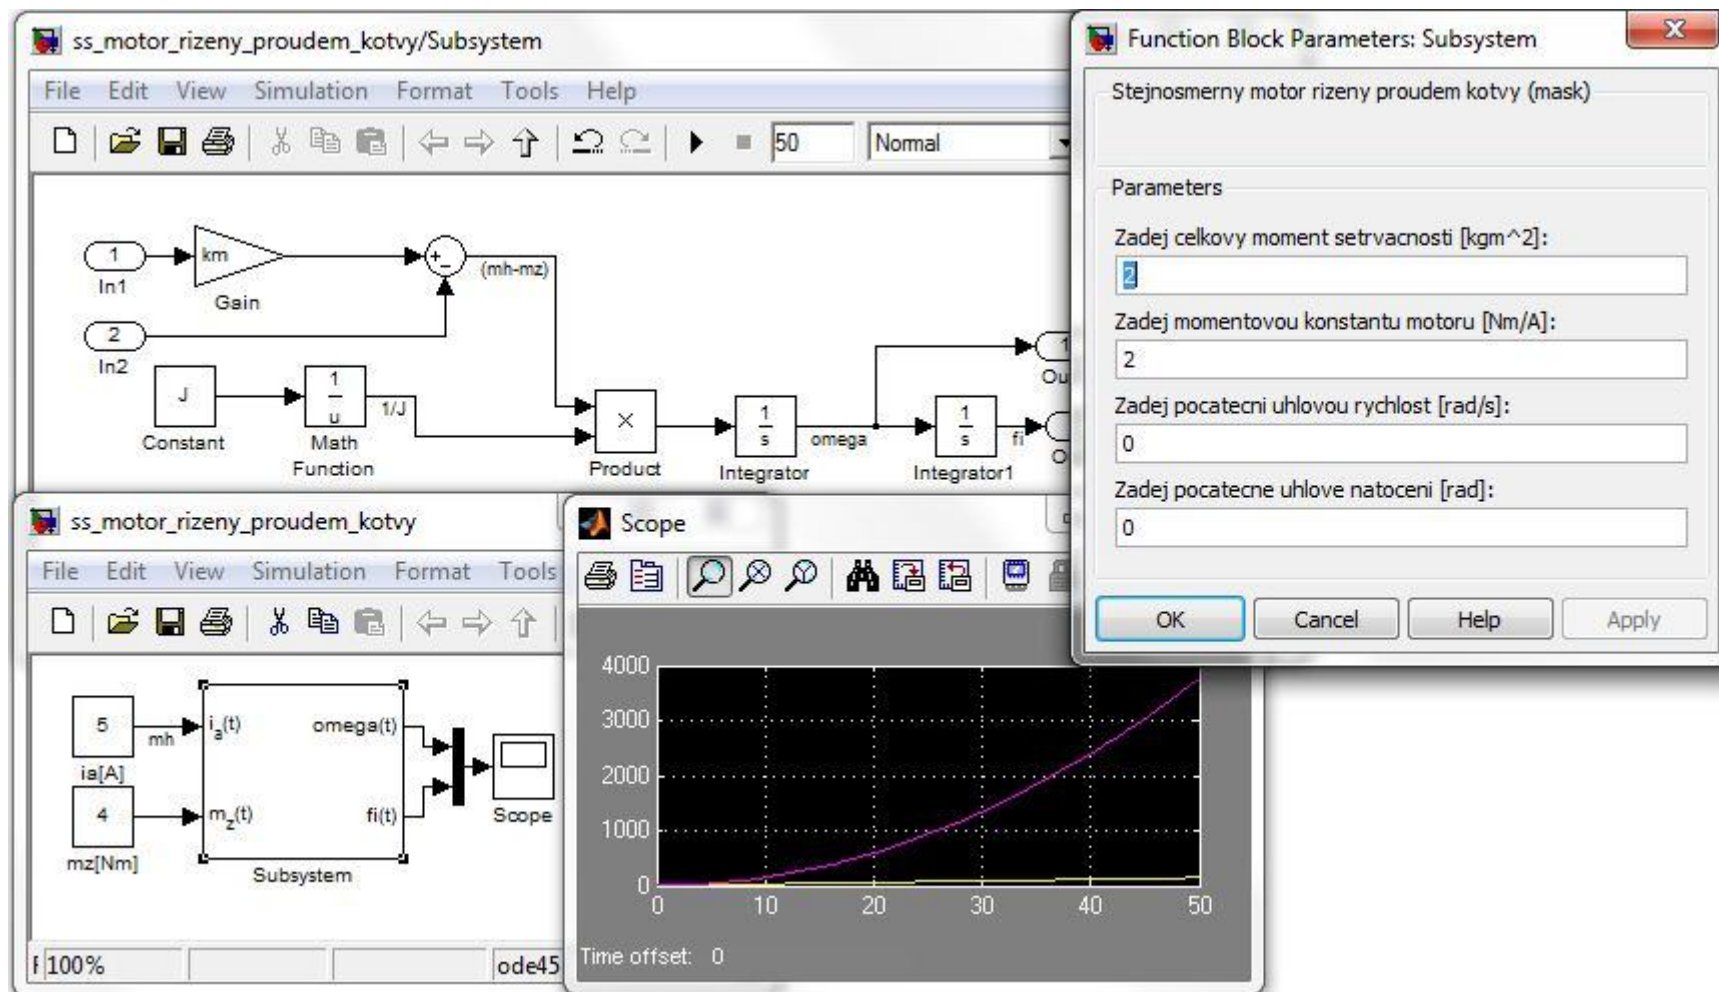 ss_motor_rizeny_proudem_kotvy/Subsystem
File Edit View Simulation Format Tools Help
50 Normal
1
In1
km
Gain
+
-
(mh-mz)
2
In2
J
Constant
1
u
Math
Function
1/J
×
Product
1
s
Integrator
omega
1
s
Integrator1
fi
1
Function Block Parameters: Subsystem
Stejnosmerny motor rizeny proudem kotvy (mask)
Parameters
Zadej celkovy moment setrvacnosti [kgm^2]:
2
Zadej momentovou konstantu motoru [Nm/A]:
2
Zadej pocatecni uhlovou rychlost [rad/s]:
0
Zadej pocatecne uhlove natoceni [rad]:
0
OK Cancel Help Apply
ss_motor_rizeny_proudem_kotvy
File Edit View Simulation Format Tools
5
ia[A]
mh
4
mz[Nm]
i_a(t) omega(t)
m_z(t) fi(t)
Subsystem
Scope
100% ode45
Scope
4000
3000
2000
1000
0
0 10 20 30 40 50
Time offset: 0